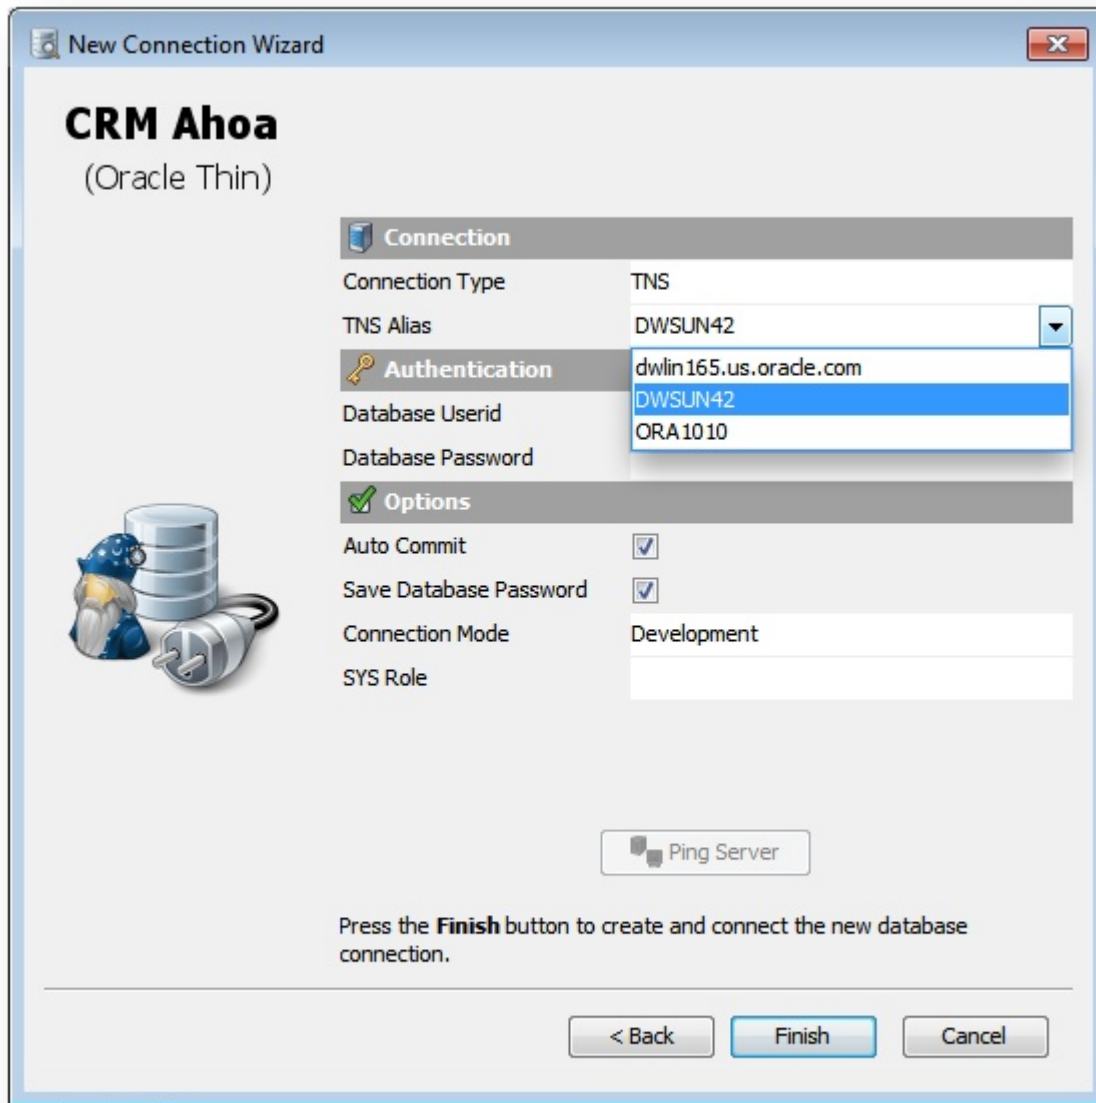 New Connection Wizard
CRM Ahoa
(Oracle Thin)
Connection
Connection Type TNS
TNS Alias DWSUN42
dwlin165.us.oracle.com
Authentication
DWSUN42
Database Userid
ORA1010
Database Password
Options
Auto Commit
Save Database Password
Connection Mode Development
SYS Role
Ping Server
Press the Finish button to create and connect the new database
connection.
< Back Finish Cancel